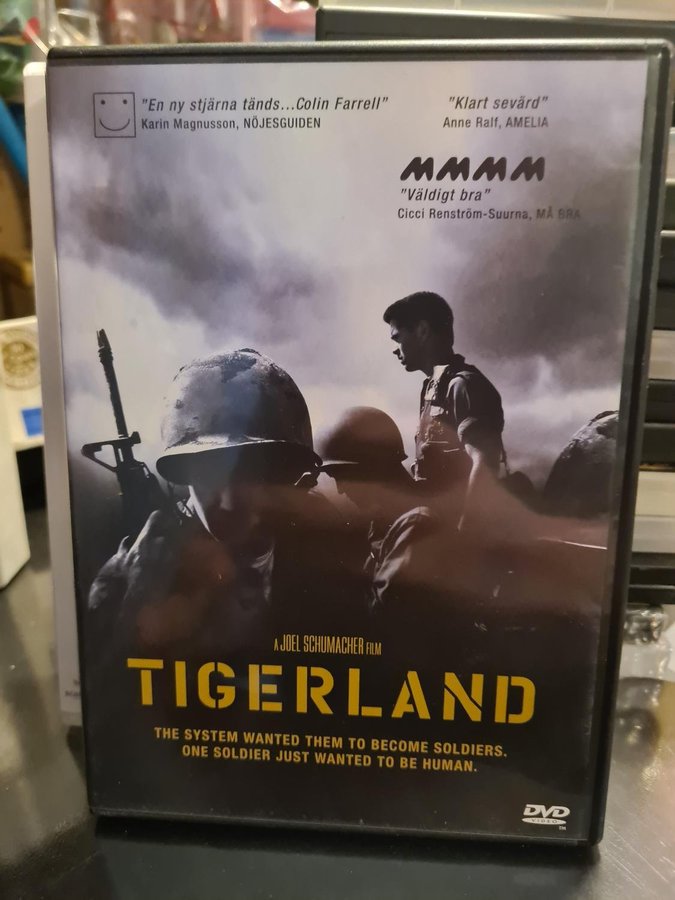 "En ny stjärna tänds...Colin Farrell"
Karin Magnusson, NÖJESGUIDEN
"Klart sevärd"
Anne Ralf, AMELIA
MMMM
"Väldigt bra"
Cicci Renström-Suurna, MÅ BRA
A JOEL SCHUMACHER FILM
TIGERLAND
THE SYSTEM WANTED THEM TO BECOME SOLDIERS.
ONE SOLDIER JUST WANTED TO BE HUMAN.
DVD
VIDEO
TM